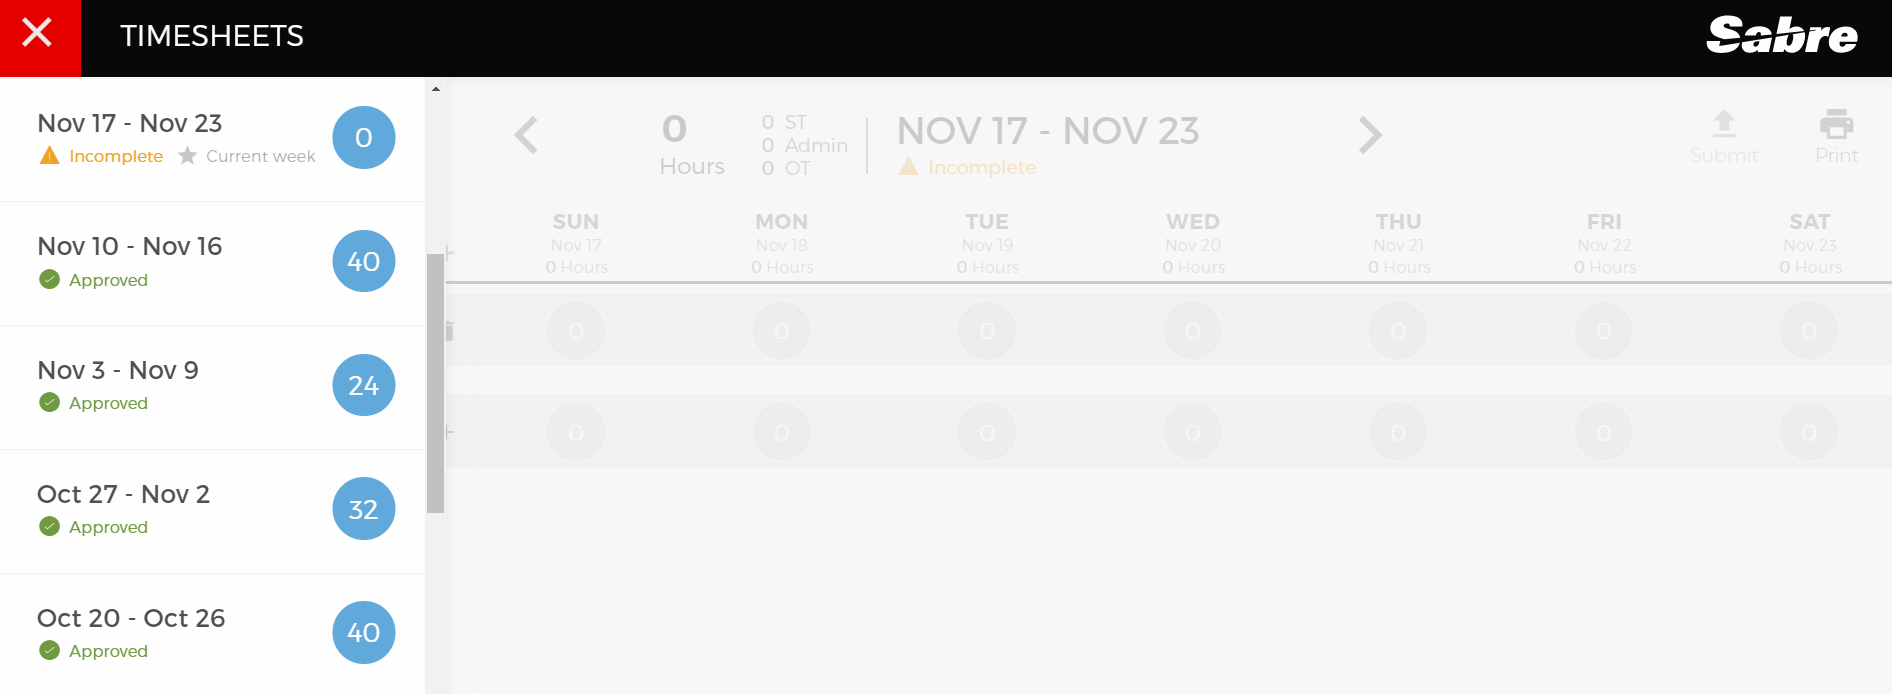 TIMESHEETS
Sabre
Nov 17 - Nov 23
Incomplete Current week
0
Nov 10 - Nov 16
Approved
40
Nov 3 - Nov 9
Approved
24
Oct 27 - Nov 2
Approved
32
Oct 20 - Oct 26
Approved
40
0
Hours
0 ST
0 Admin
0 OT
NOV 17 - NOV 23
Incomplete
Submit
Print
SUN MON TUE WED THU FRI SAT
Nov 17 Nov 18 Nov 19 Nov 20 Nov 21 Nov 22 Nov 23
0 Hours 0 Hours 0 Hours 0 Hours 0 Hours 0 Hours 0 Hours
0 0 0 0 0 0 0
0 0 0 0 0 0 0